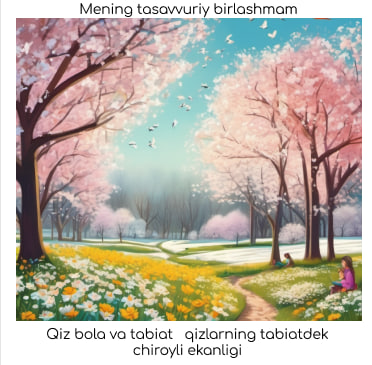 Mening tasavvuriy birlashmam
Qiz bola va tabiat qizlarning tabiatdek
chiroyli ekanligi